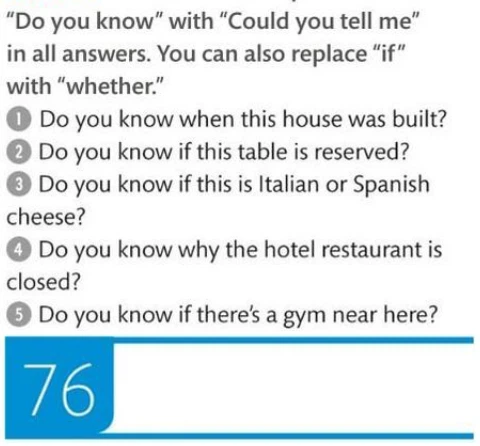 “Do you know” with “Could you tell me”
in all answers. You can also replace “if”
with “whether.”
1 Do you know when this house was built?
2 Do you know if this table is reserved?
3 Do you know if this is Italian or Spanish
cheese?
4 Do you know why the hotel restaurant is
closed?
5 Do you know if there’s a gym near here?
76